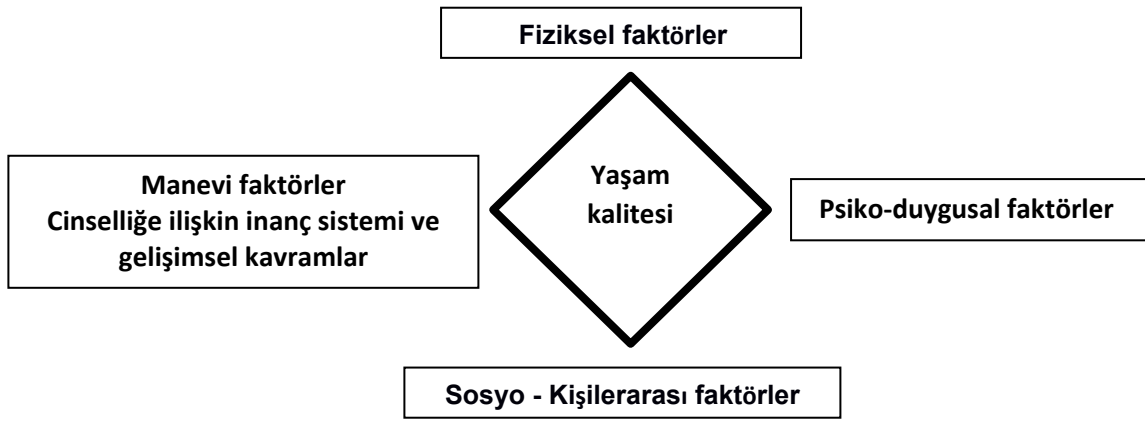 Fiziksel faktörler
Manevi faktörler
Cinselliğe ilişkin inanç sistemi ve
gelişimsel kavramlar
Yaşam
kalitesi
Psiko-duygusal faktörler
Sosyo - Kişilerarası faktörler